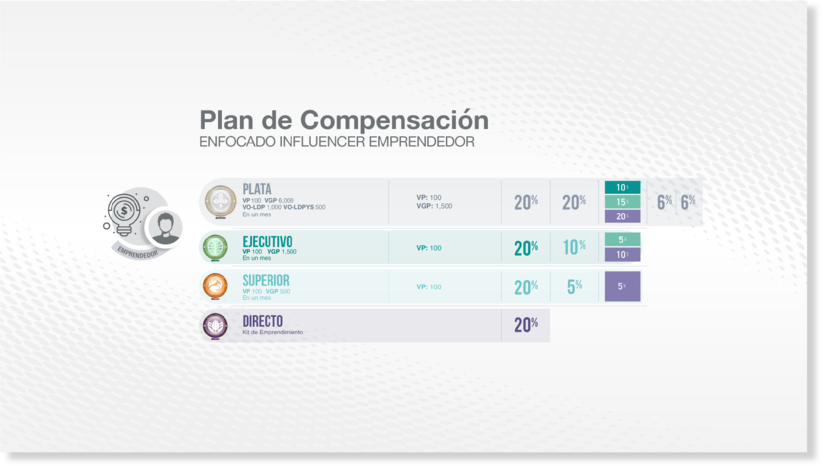 Plan de Compensación
ENFOCADO INFLUENCER EMPRENDEDOR
EMPRENDEDOR
PLATA
VP 100 VGP 6,000
VO-LDP 1,000 VO-LDPYS 500
En un mes
VP: 100
VGP: 1,500
20%
20%
10%
15%
20%
6%
6%
EJECUTIVO
VP 100 VGP 1,500
En un mes
VP: 100
20%
10%
5%
10%
SUPERIOR
VP 100 VGP 500
En un mes
VP: 100
20%
5%
5%
DIRECTO
Kit de Emprendimiento
20%